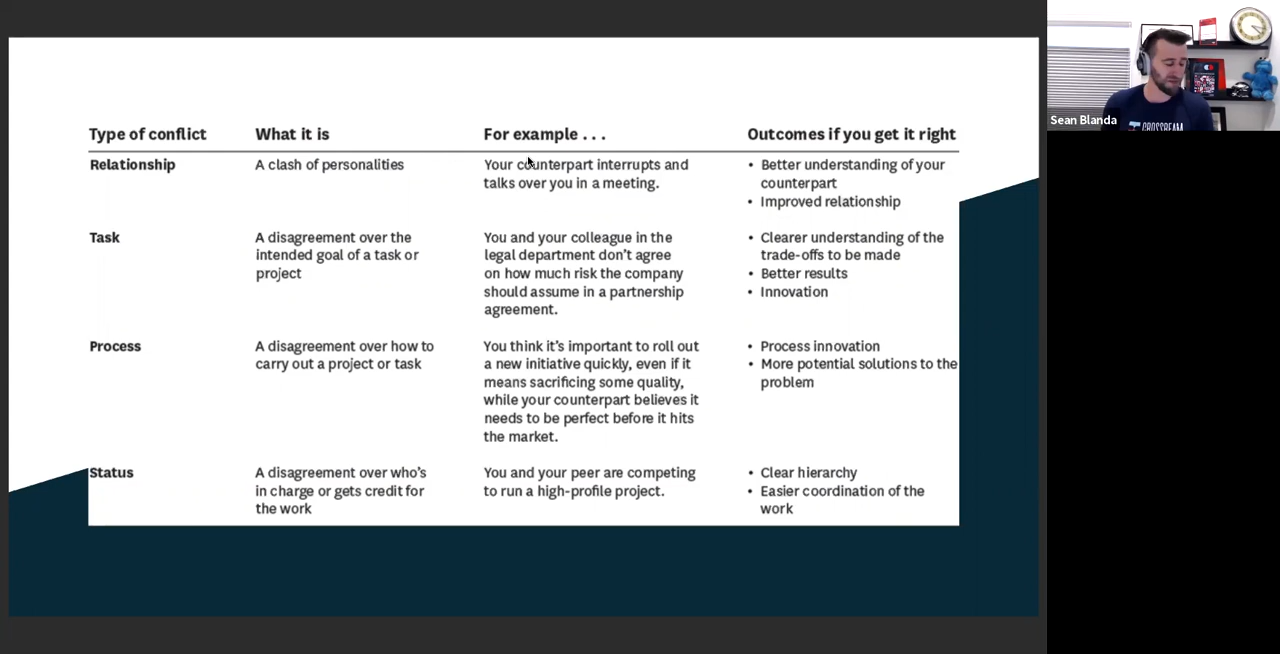 Type of conflict What it is For example . . . Outcomes if you get it right
Relationship A clash of personalities Your counterpart interrupts and • Better understanding of your
talks over you in a meeting. counterpart
• Improved relationship
Task A disagreement over the You and your colleague in the • Clearer understanding of the
intended goal of a task or legal department don’t agree trade-offs to be made
project on how much risk the company • Better results
should assume in a partnership • Innovation
agreement.
Process A disagreement over how to You think it’s important to roll out • Process innovation
carry out a project or task a new initiative quickly, even if it • More potential solutions to the
means sacrificing some quality, problem
while your counterpart believes it
needs to be perfect before it hits
the market.
Status A disagreement over who’s You and your peer are competing • Clear hierarchy
in charge or gets credit for to run a high-profile project. • Easier coordination of the
the work work
Sean Blanda
CROSSBEAM